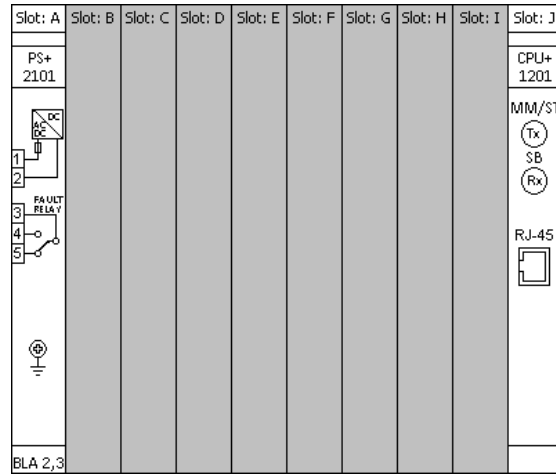 Slot: A Slot: B Slot: C Slot: D Slot: E Slot: F Slot: G Slot: H Slot: I Slot: J
PS+
2101
AC DC
DC
1
2
FAULT
RELAY
3
4
5
BLA 2,3
CPU+
1201
MM/ST
Tx
SB
Rx
RJ-45